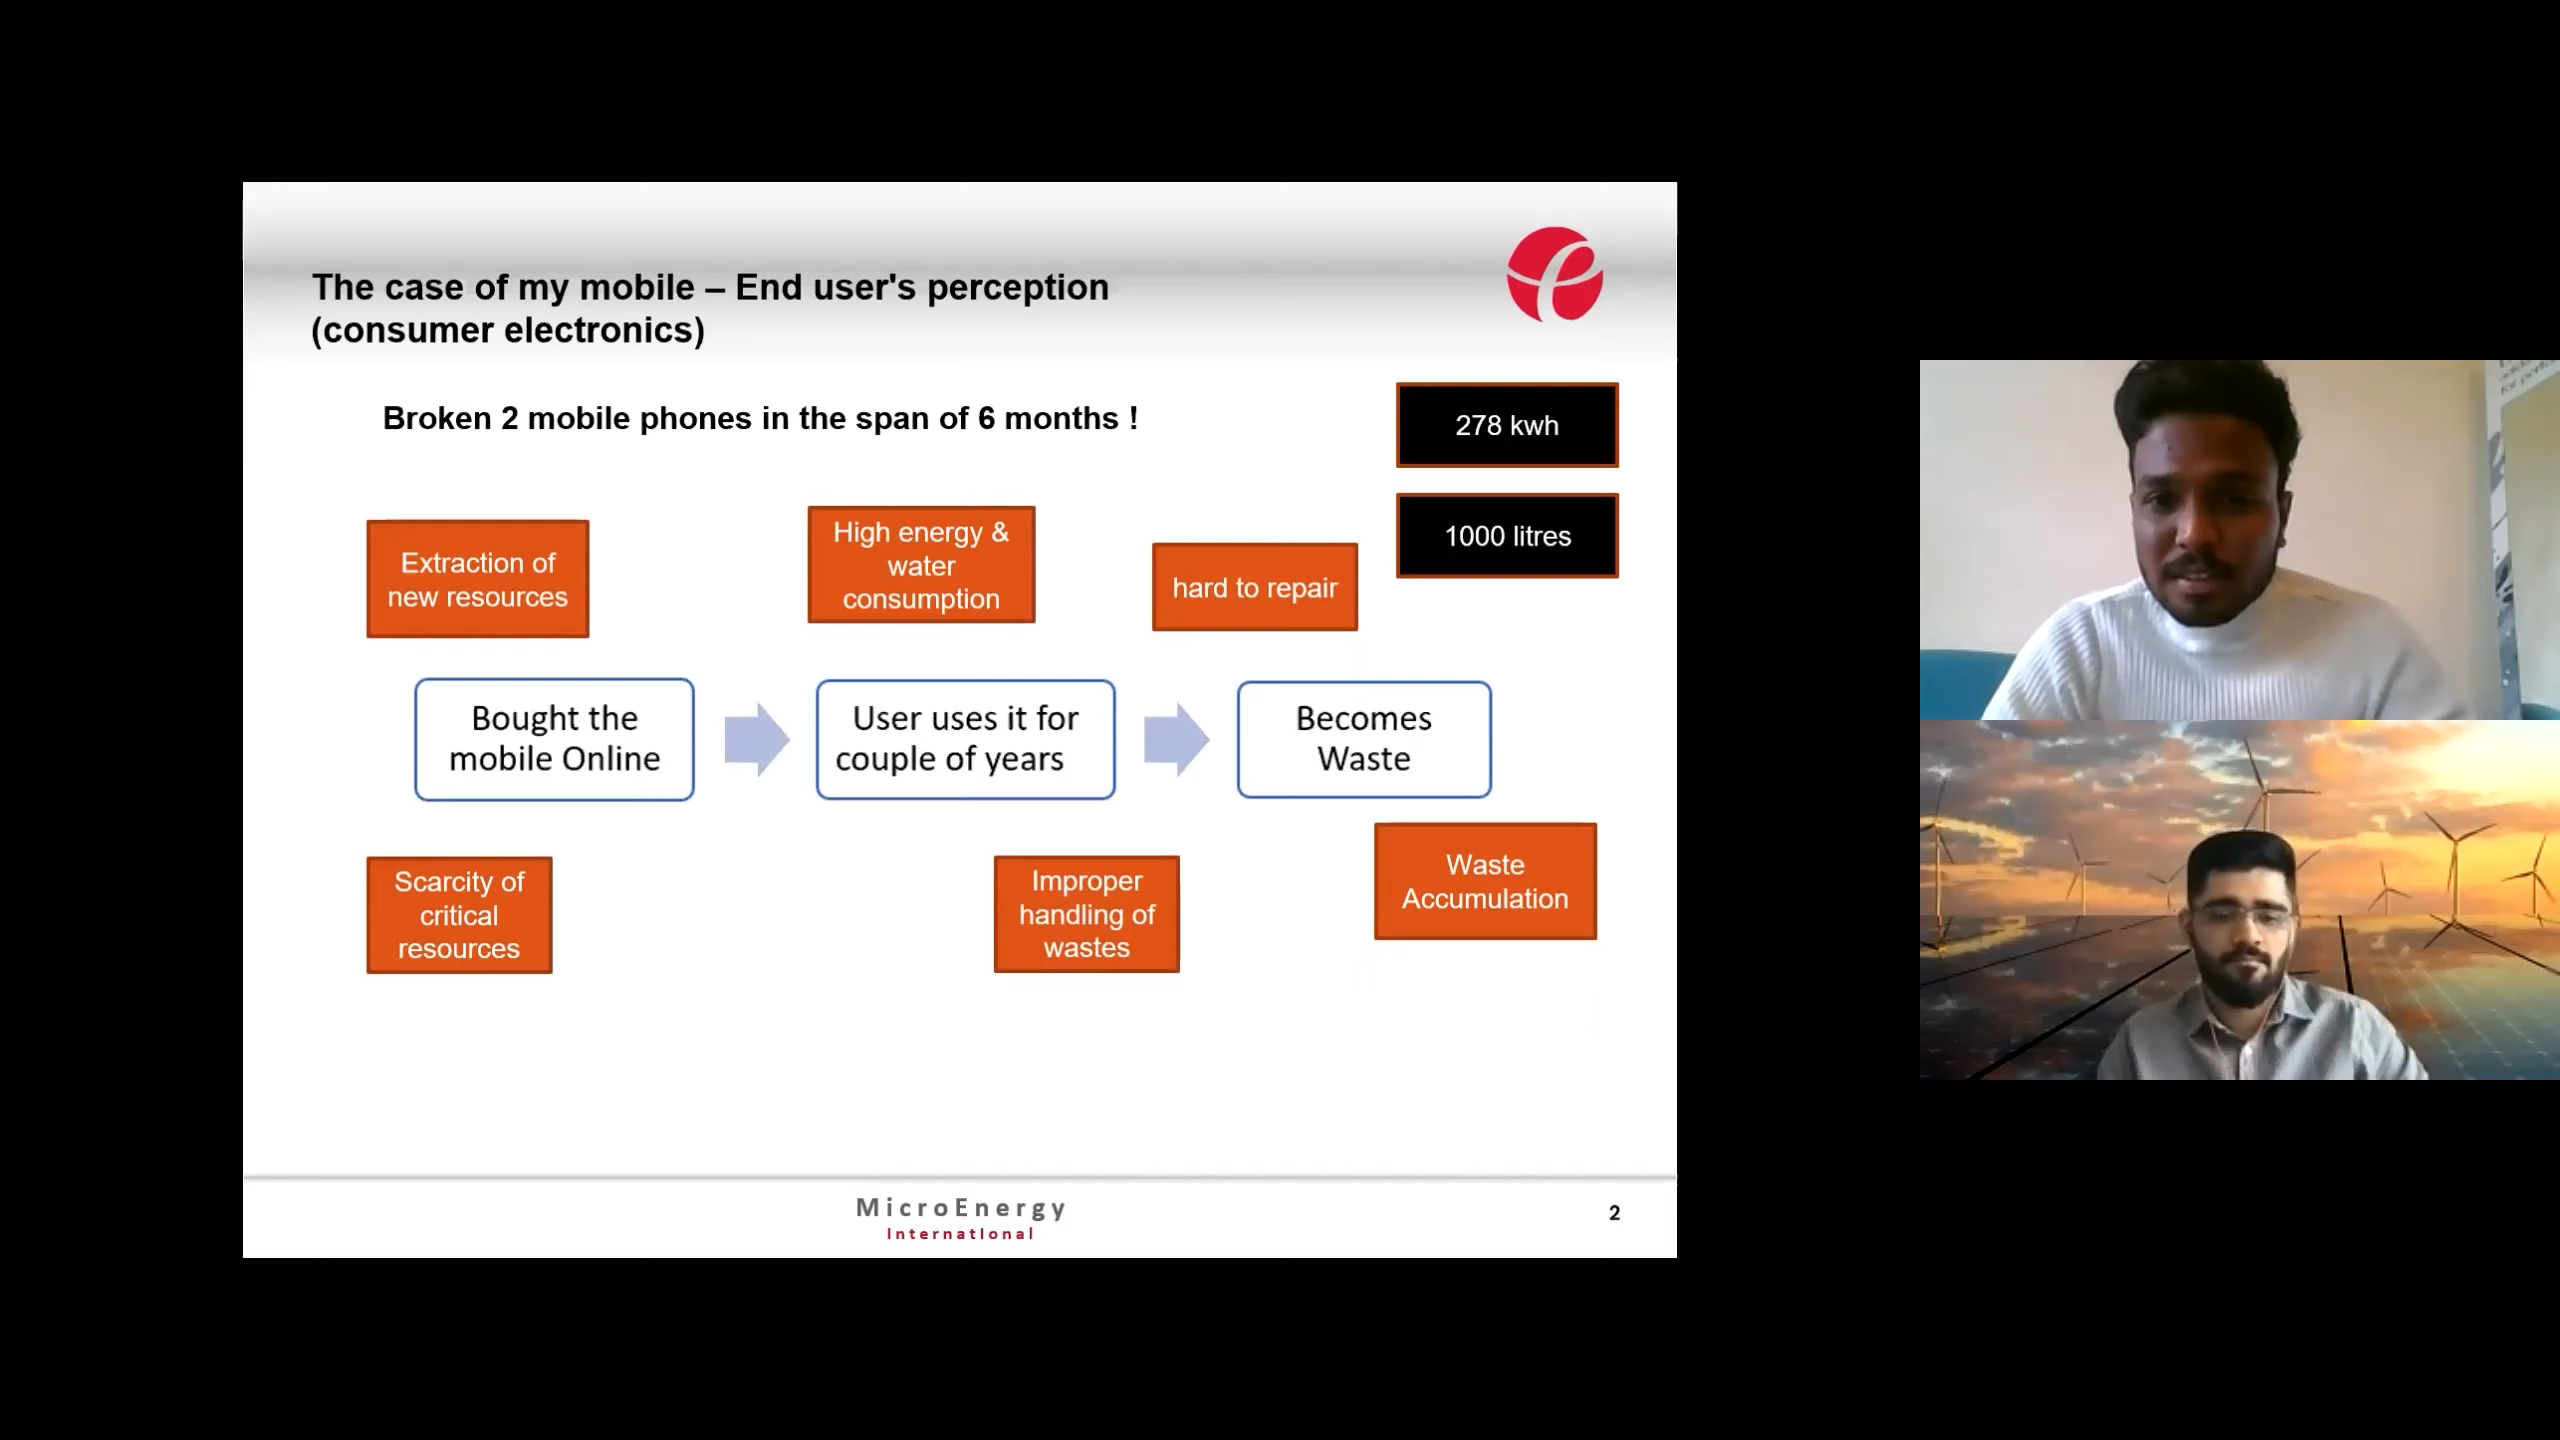 The case of my mobile – End user's perception
(consumer electronics)
Broken 2 mobile phones in the span of 6 months !
278 kwh
1000 litres
Extraction of
new resources
High energy &
water
consumption
hard to repair
Bought the
mobile Online
User uses it for
couple of years
Becomes
Waste
Scarcity of
critical
resources
Improper
handling of
wastes
Waste
Accumulation
MicroEnergy
International
2